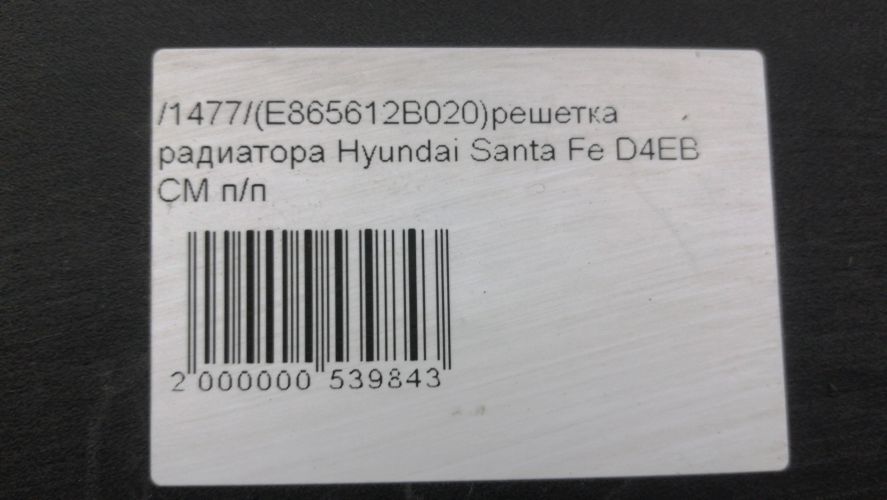 /1477/(E865612B020)решетка
радиатора Hyundai Santa Fe D4EB
CM п/п
2 000000 539843